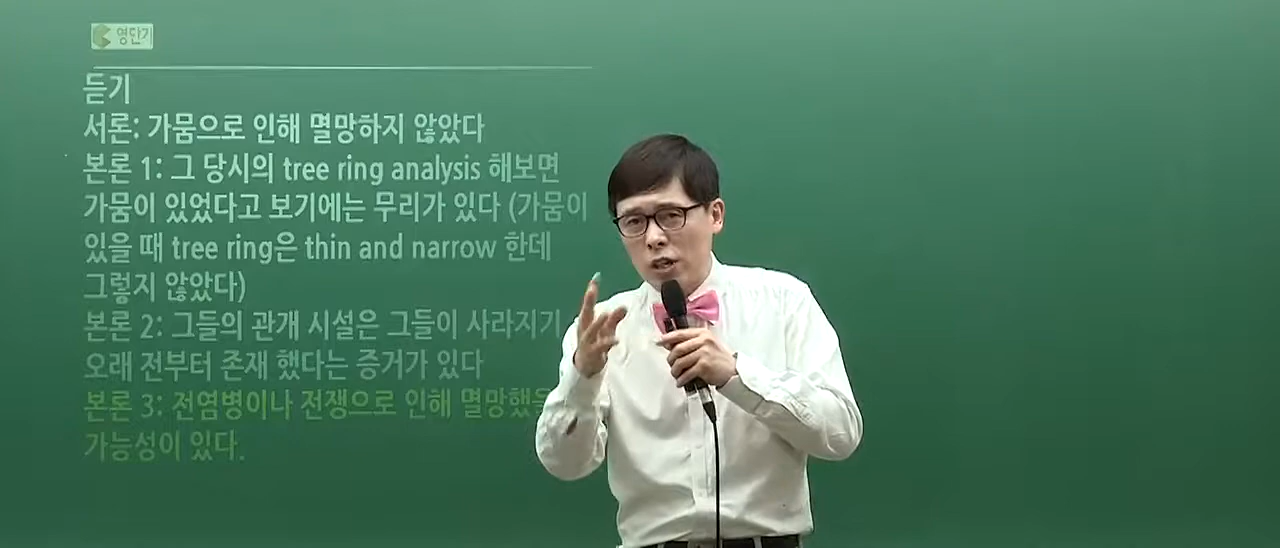 영단기
듣기
서론: 가뭄으로 인해 멸망하지 않았다
본론 1: 그 당시의 tree ring analysis 해보면
가뭄이 있었다고 보기에는 무리가 있다 (가뭄이
있을 때 tree ring은 thin and narrow 한데
그렇지 않았다)
본론 2: 그들의 관개 시설은 그들이 사라지기
오래 전부터 존재 했다는 증거가 있다
본론 3: 전염병이나 전쟁으로 인해 멸망했을
가능성이 있다.